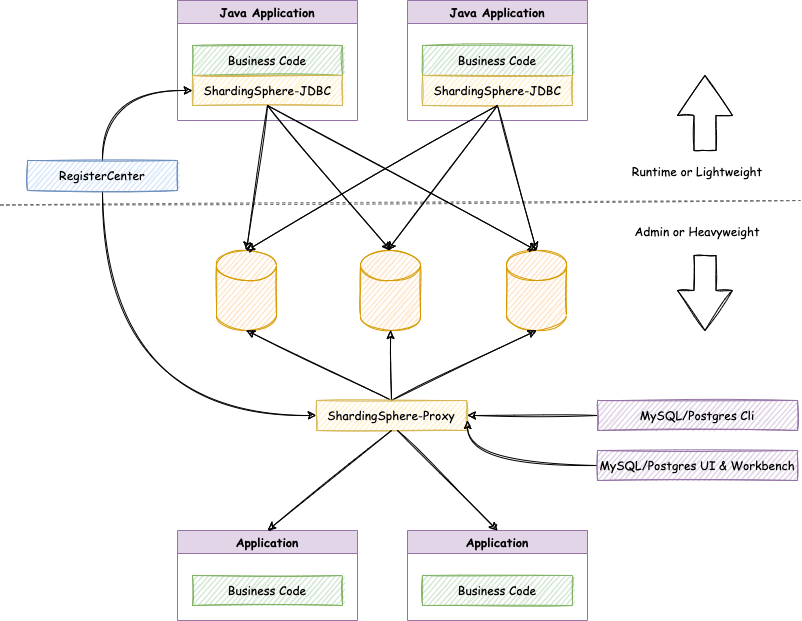 Java Application
Java Application
Business Code
Business Code
ShardingSphere-JDBC
ShardingSphere-JDBC
RegisterCenter
Runtime or Lightweight
Admin or Heavyweight
ShardingSphere-Proxy
MySQL/Postgres Cli
MySQL/Postgres UI & Workbench
Application
Application
Business Code
Business Code